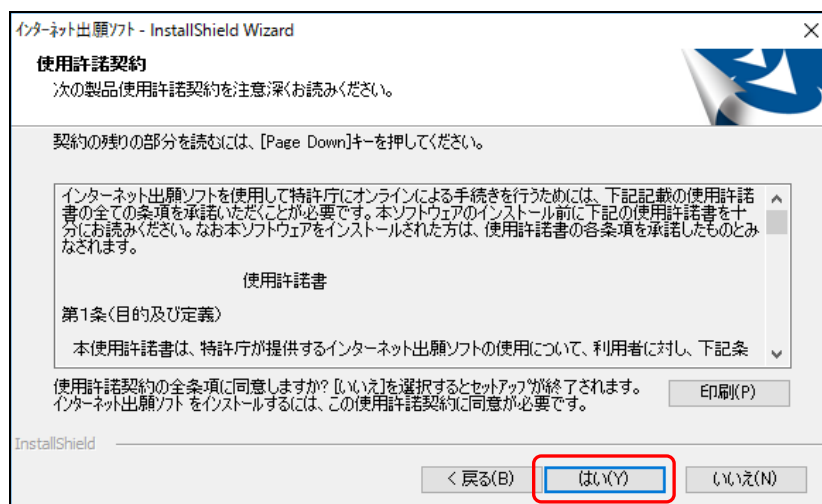 インターネット出願ソフト - InstallShield Wizard
使用許諾契約
次の製品使用許諾契約を注意深くお読みください。
契約の残りの部分を読むには、[Page Down]キーを押してください。
インターネット出願ソフトを使用して特許庁にオンラインによる手続きを行うためには、下記記載の使用許諾
書の全ての条項を承諾いただくことが必要です。本ソフトウェアのインストール前に下記の使用許諾書を十
分にお読みください。なお本ソフトウェアをインストールされた方は、使用許諾書の各条項を承諾したものとみ
なされます。
使用許諾書
第1条(目的及び定義)
本使用許諾書は、特許庁が提供するインターネット出願ソフトの使用について、利用者に対し、下記条
使用許諾契約の全条項に同意しますか? [いいえ]を選択するとセットアップが終了されます。
インターネット出願ソフト をインストールするには、この使用許諾契約に同意が必要です。
印刷(P)
InstallShield
< 戻る(B)
はい(Y)
いいえ(N)